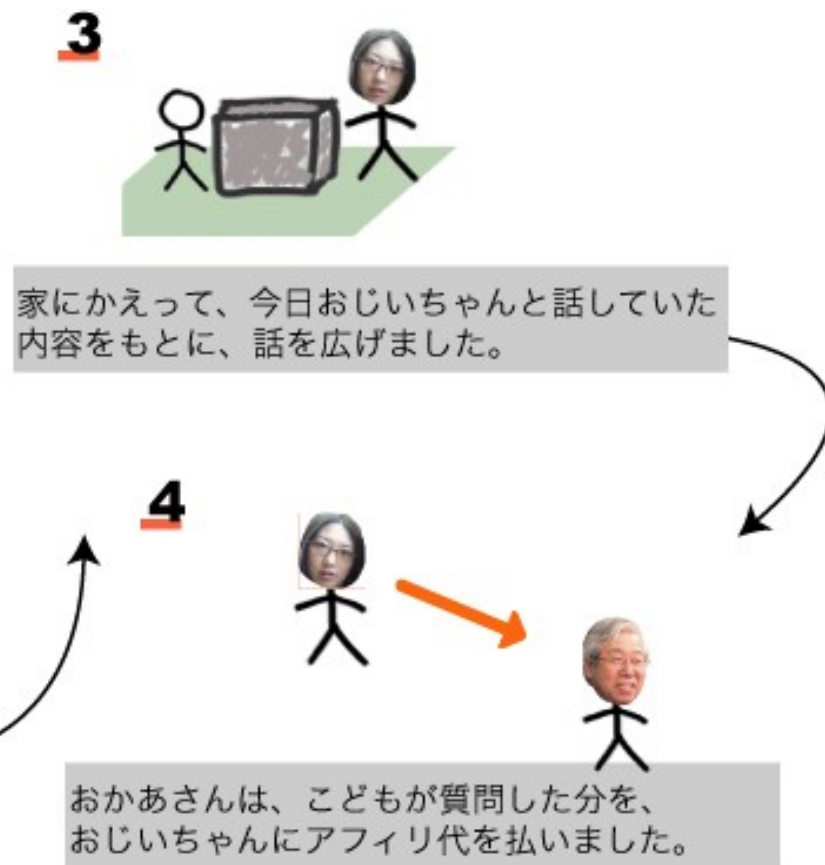 3
家にかえって、今日おじいちゃんと話していた
内容をもとに、話を広げました。
4
おかあさんは、こどもが質問した分を、
おじいちゃんにアフィリ代を払いました。